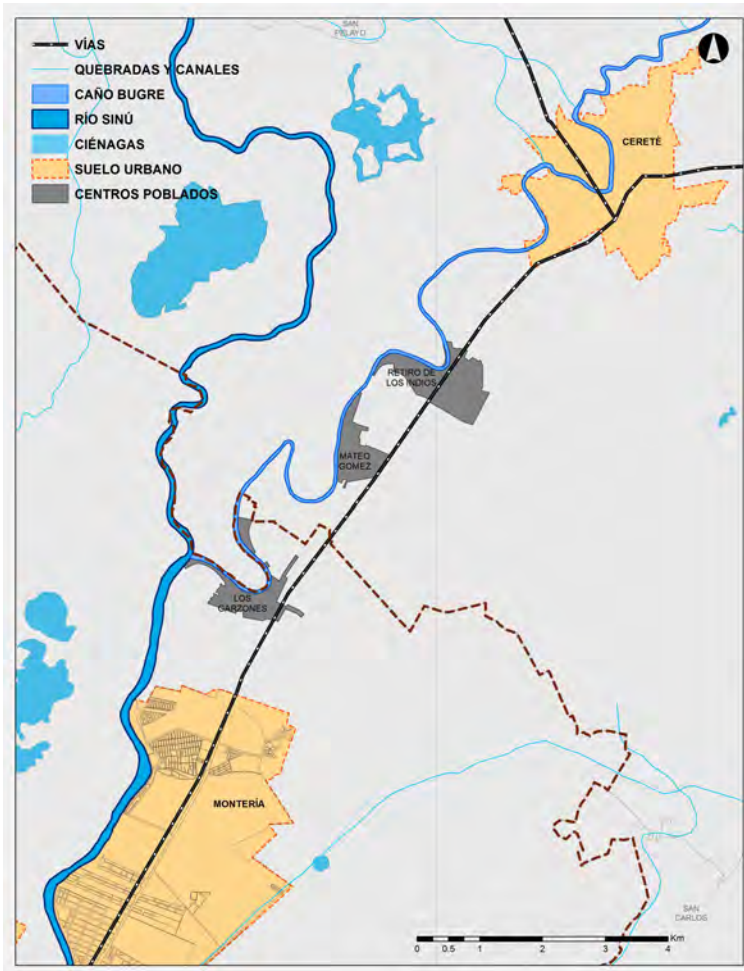 SAN
PELAYO
VÍAS
QUEBRADAS Y CANALES
CAÑO BUGRE
RÍO SINÚ
CIÉNAGAS
SUELO URBANO
CENTROS POBLADOS
CERETÉ
RETIRO DE
LOS INDIOS
MATEO
GOMEZ
LOS
GARZONES
MONTERÍA
SAN
CARLOS
Km
0 0.5 1 2 3 4